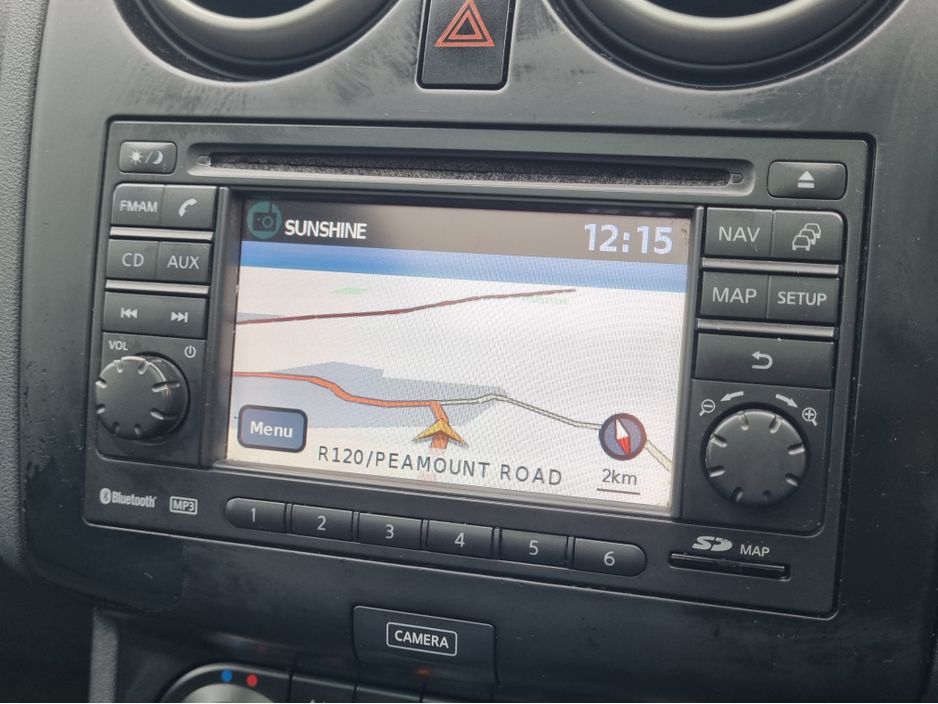 FM·AM
CD AUX
VOL
SUNSHINE 12:15
NAV
MAP SETUP
Menu
R120/PEAMOUNT ROAD
2km
Bluetooth MP3
1 2 3 4 5 6
SD MAP
CAMERA